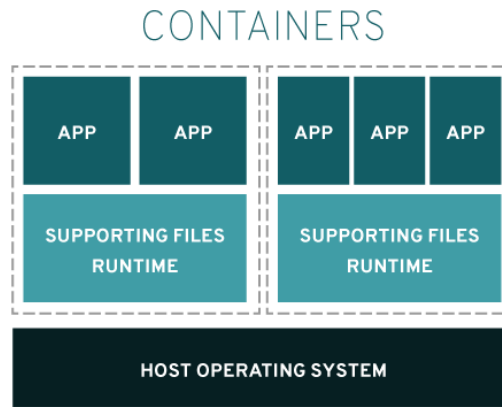 CONTAINERS
APP APP APP APP APP
SUPPORTING FILES
RUNTIME
SUPPORTING FILES
RUNTIME
HOST OPERATING SYSTEM